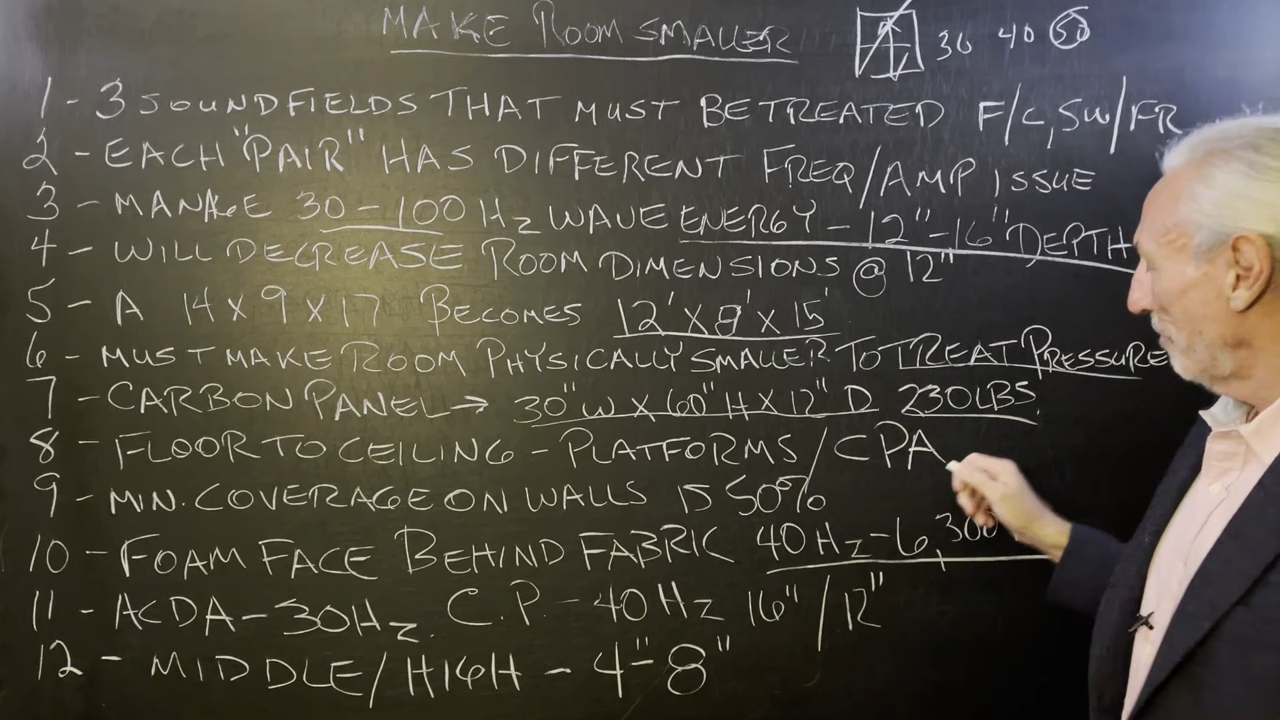 MAKE ROOM SMALLER 30 40 50
1 - 3 SOUND FIELDS THAT MUST BE TREATED F/C, SW/FR
2 - EACH "PAIR" HAS DIFFERENT FREQ/AMP ISSUE
3 - MANAGE 30-100 Hz WAVE ENERGY - 12"-16" DEPTH
4 - WILL DECREASE ROOM DIMENSIONS @ 12"
5 - A 14 X 9 X 17 BECOMES 12' X 8' X 15'
6 - MUST MAKE ROOM PHYSICALLY SMALLER TO TREAT PRESSURE
7 - CARBON PANEL → 30"W X 60"H X 12" D 230 LBS.
8 - FLOOR TO CEILING - PLATFORMS / CPA
9 - MIN. COVERAGE ON WALLS IS 50%
10 - FOAM FACE BEHIND FABRIC 40 Hz - 6,300
11 - ACDA - 30Hz. C.P. - 40 Hz 16"/12"
12 - MIDDLE/HIGH - 4"-8"